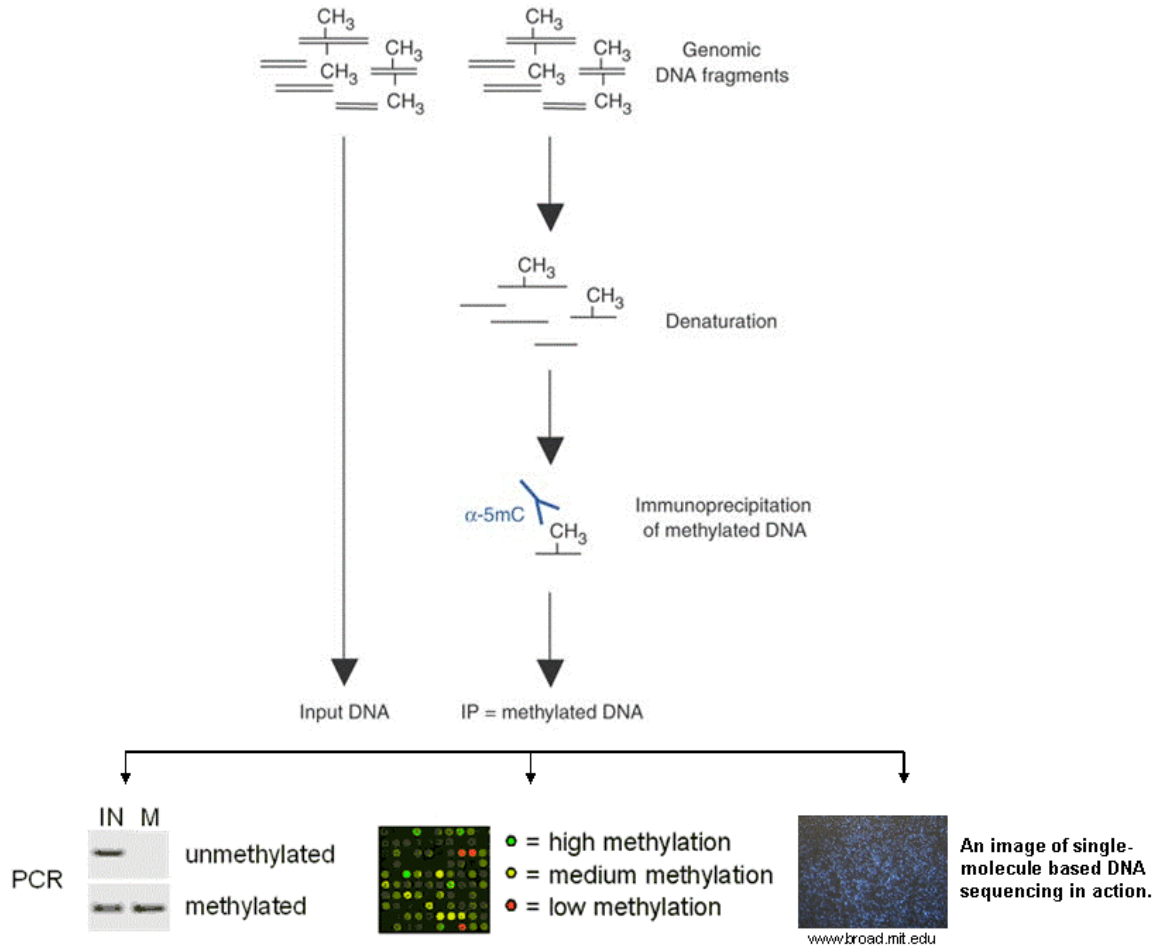 CH3
CH3
CH3
CH3
CH3
CH3
CH3
CH3
Genomic
DNA fragments
CH3
CH3
Denaturation
α-5mC
CH3
Immunoprecipitation
of methylated DNA
Input DNA
IP = methylated DNA
IN M
PCR
unmethylated
methylated
= high methylation
= medium methylation
= low methylation
An image of single-
molecule based DNA
sequencing in action.
www.broad.mit.edu